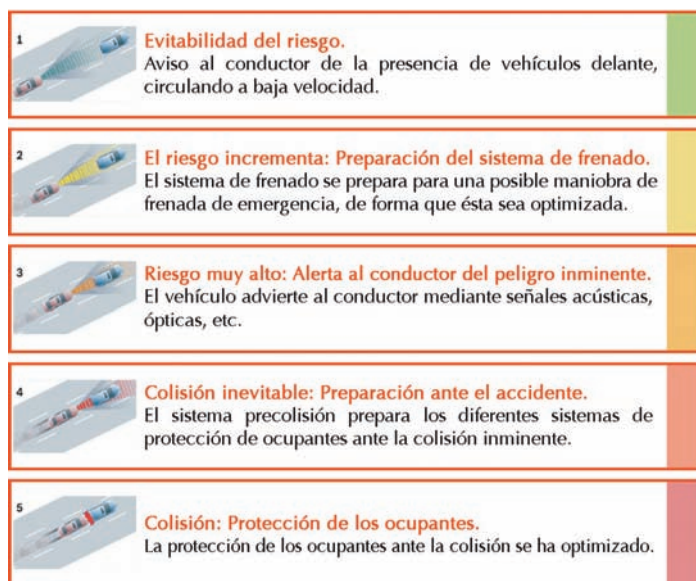 1
Evitabilidad del riesgo.
Aviso al conductor de la presencia de vehículos delante,
circulando a baja velocidad.
2
El riesgo incrementa: Preparación del sistema de frenado.
El sistema de frenado se prepara para una posible maniobra de
frenada de emergencia, de forma que ésta sea optimizada.
3
Riesgo muy alto: Alerta al conductor del peligro inminente.
El vehículo advierte al conductor mediante señales acústicas,
ópticas, etc.
4
Colisión inevitable: Preparación ante el accidente.
El sistema precolisión prepara los diferentes sistemas de
protección de ocupantes ante la colisión inminente.
5
Colisión: Protección de los ocupantes.
La protección de los ocupantes ante la colisión se ha optimizado.